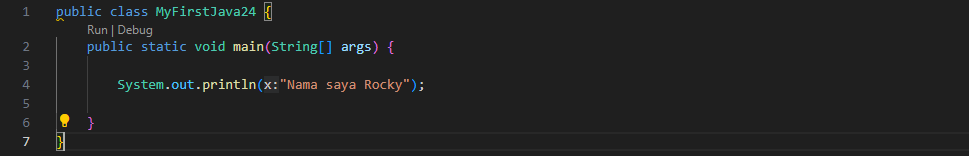 1 public class MyFirstJava24 {
Run | Debug
2 public static void main(String[] args) {
3
4 System.out.println(x:"Nama saya Rocky");
5
6 }
7 }